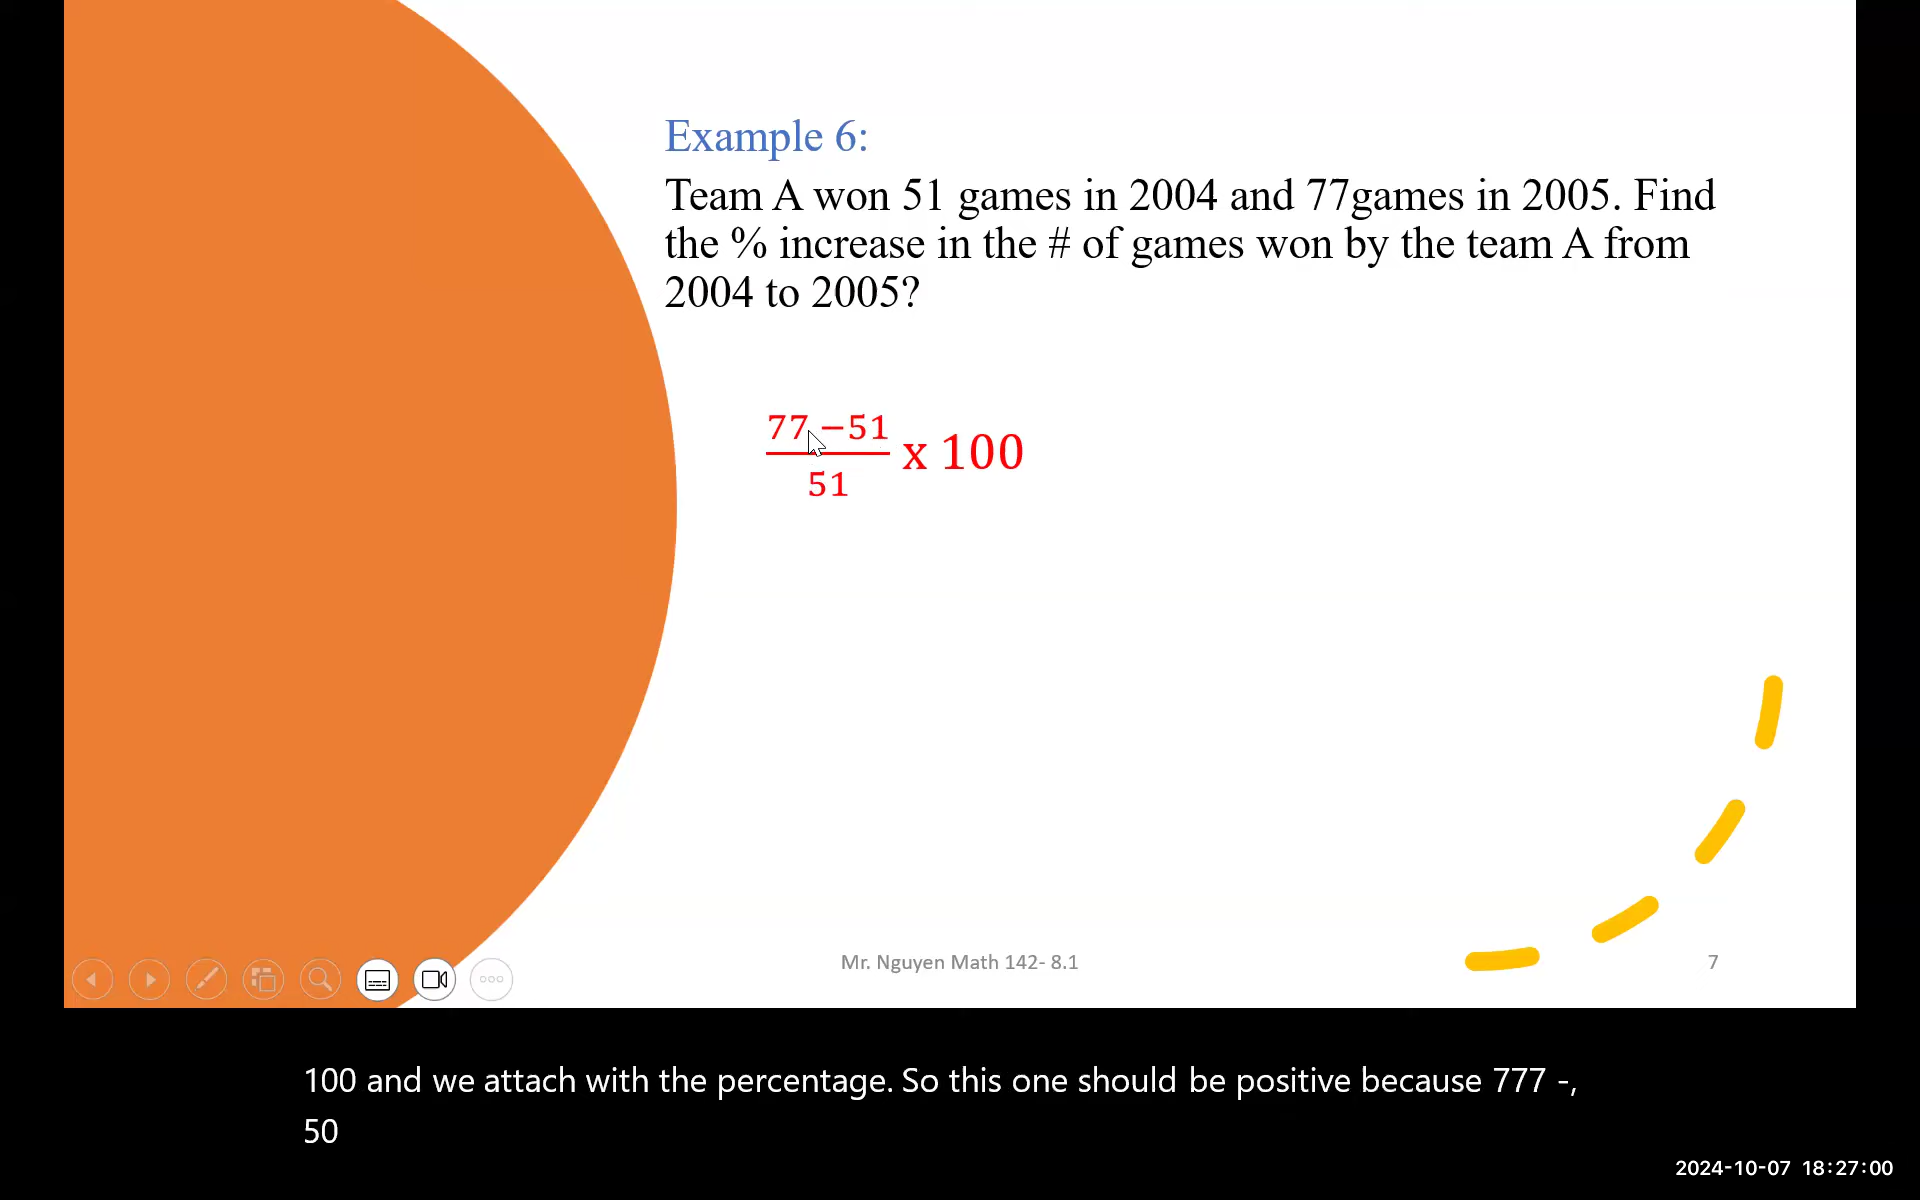 Example 6:
Team A won 51 games in 2004 and 77games in 2005. Find
the % increase in the # of games won by the team A from
2004 to 2005?
77 −51
51
x 100
Mr. Nguyen Math 142- 8.1
7
100 and we attach with the percentage. So this one should be positive because 777 -,
50
2024-10-07 18:27:00